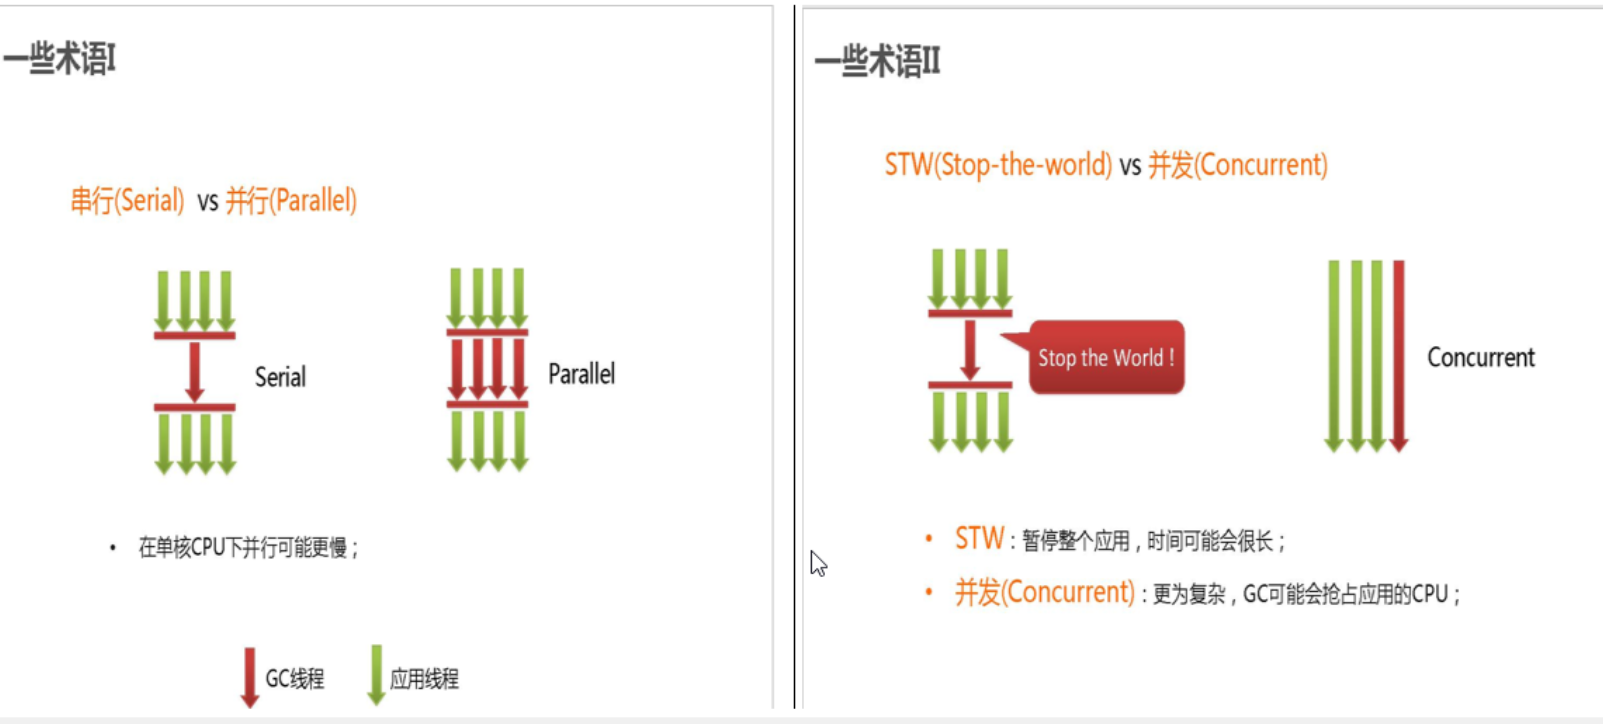 一些术语I
串行(Serial) vs 并行(Parallel)
Serial
Parallel
• 在单核CPU下并行可能更慢；
GC线程
应用线程
一些术语II
STW(Stop-the-world) vs 并发(Concurrent)
Stop the World !
Concurrent
• STW：暂停整个应用，时间可能会很长；
• 并发(Concurrent)：更为复杂，GC可能会抢占应用的CPU；